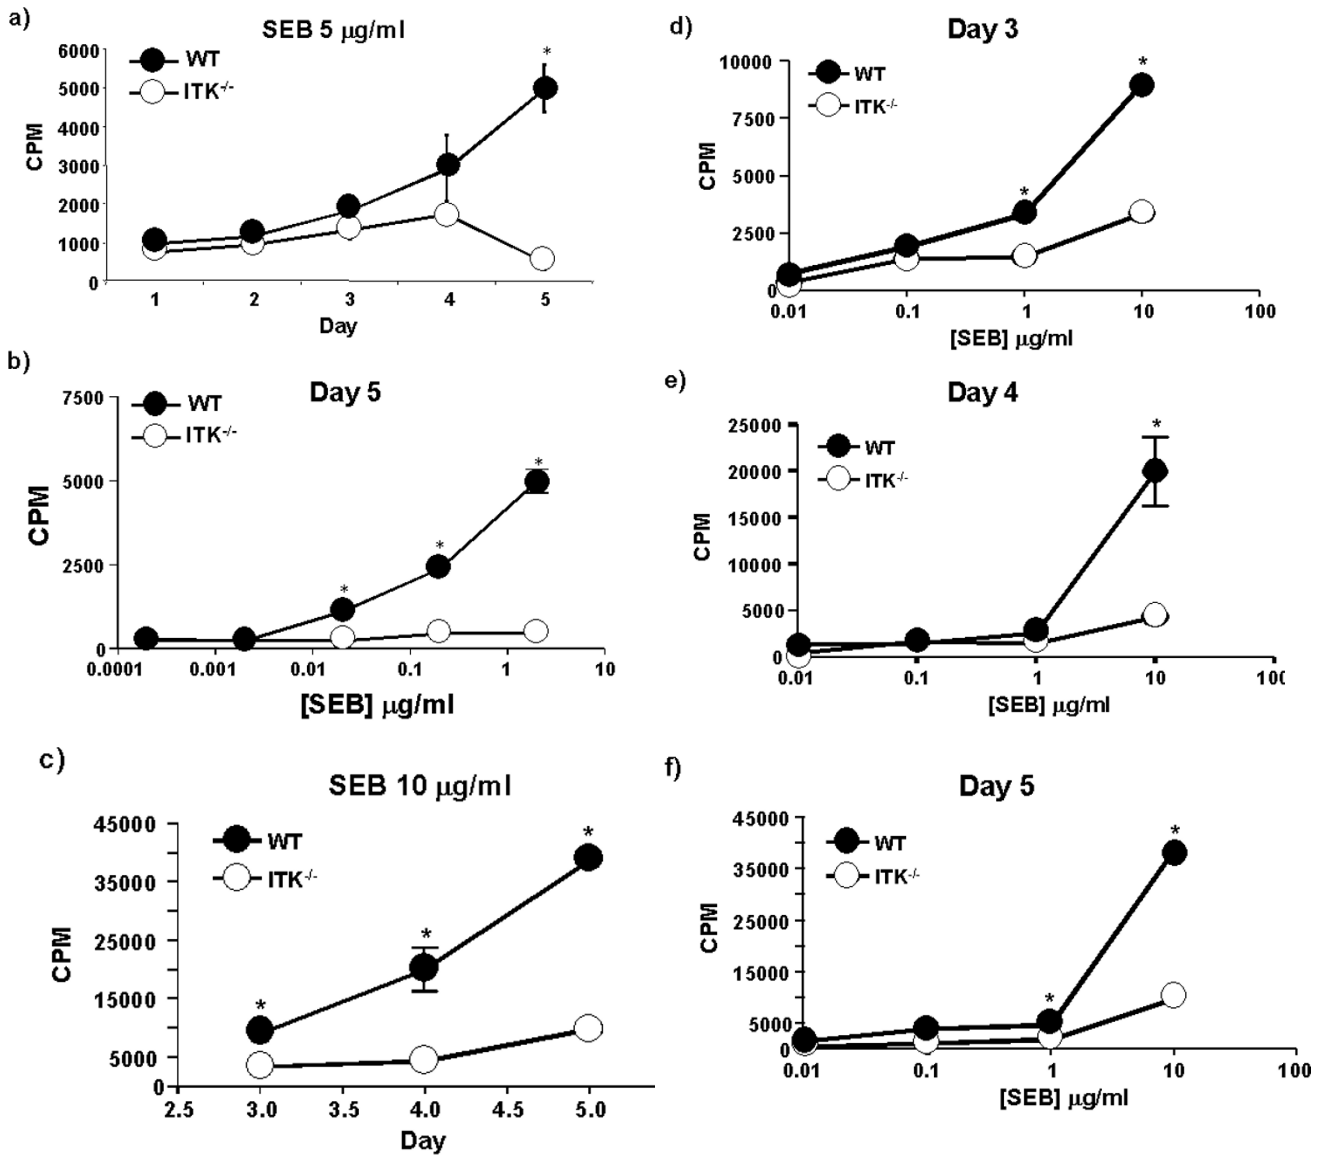 a)
SEB 5 μg/ml
6000
5000
4000
3000
2000
1000
0
CPM
WT
ITK-/-
*
1 2 3 4 5
Day
b)
Day 5
7500
5000
2500
0
CPM
WT
ITK-/-
* * * 
0.0001 0.001 0.01 0.1 1 10
[SEB] μg/ml
c)
SEB 10 μg/ml
45000
35000
25000
15000
5000
0
CPM
WT
ITK-/-
* * *
2.5 3.0 3.5 4.0 4.5 5.0
Day
d)
Day 3
10000
7500
5000
2500
0
CPM
WT
ITK-/-
* *
0.01 0.1 1 10 100
[SEB] μg/ml
e)
Day 4
25000
20000
15000
10000
5000
0
CPM
WT
ITK-/-
*
0.01 0.1 1 10 100
[SEB] μg/ml
f)
Day 5
45000
35000
25000
15000
5000
0
CPM
WT
ITK-/-
* *
0.01 0.1 1 10 100
[SEB] μg/ml